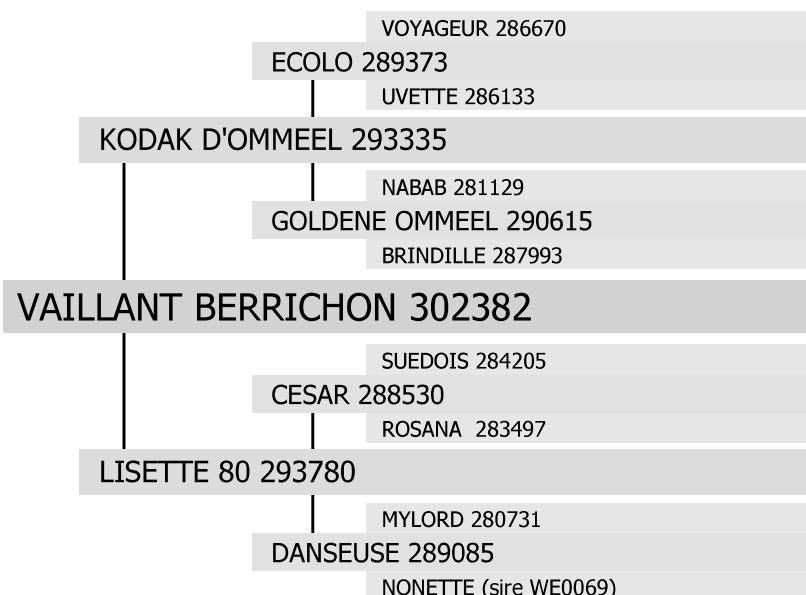 VOYAGEUR 286670
ECOLO 289373
UVETTE 286133
KODAK D'OMMEEL 293335
NABAB 281129
GOLDENE OMMEEL 290615
BRINDILLE 287993
VAILLANT BERRICHON 302382
SUEDOIS 284205
CESAR 288530
ROSANA  283497
LISETTE 80 293780
MYLORD 280731
DANSEUSE 289085
NONETTE (sire WE0069)